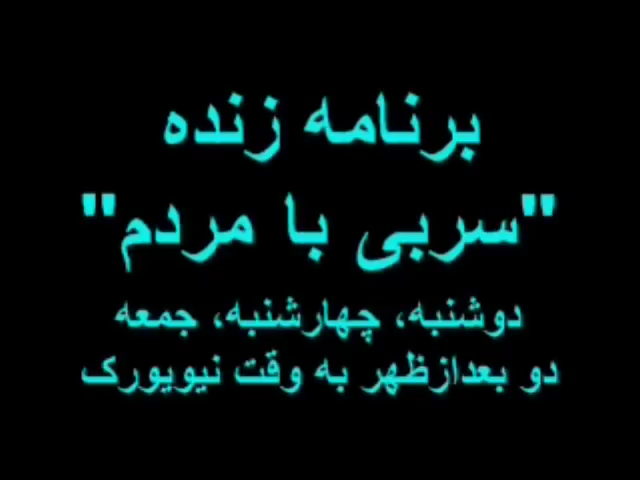 برنامه زنده
"سربی با مردم"
دوشنبه، چهارشنبه، جمعه
دو بعدازظهر به وقت نیویورک